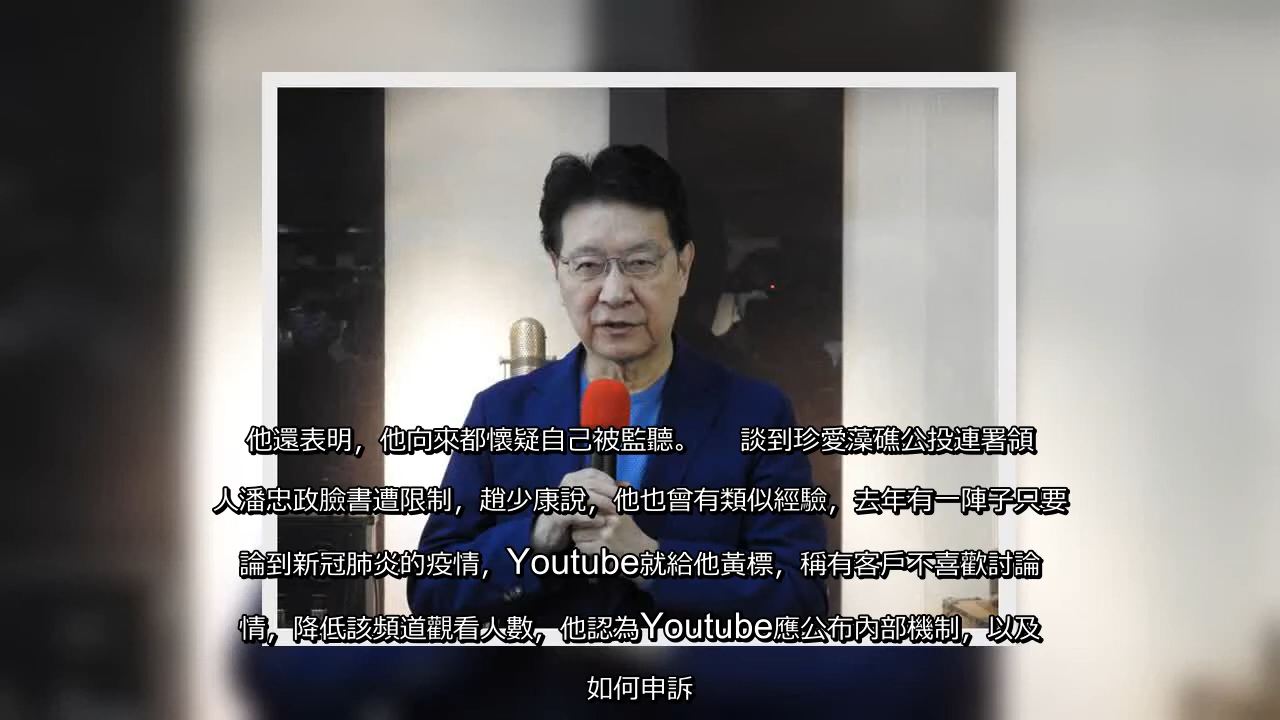 他還表明，他向來都懷疑自己被監聽。　談到珍愛藻礁公投連署領
人潘忠政臉書遭限制，趙少康說，他也曾有類似經驗，去年有一陣子只要
論到新冠肺炎的疫情，Youtube就給他黃標，稱有客戶不喜歡討論
情，降低該頻道觀看人數，他認為Youtube應公布內部機制，以及
如何申訴